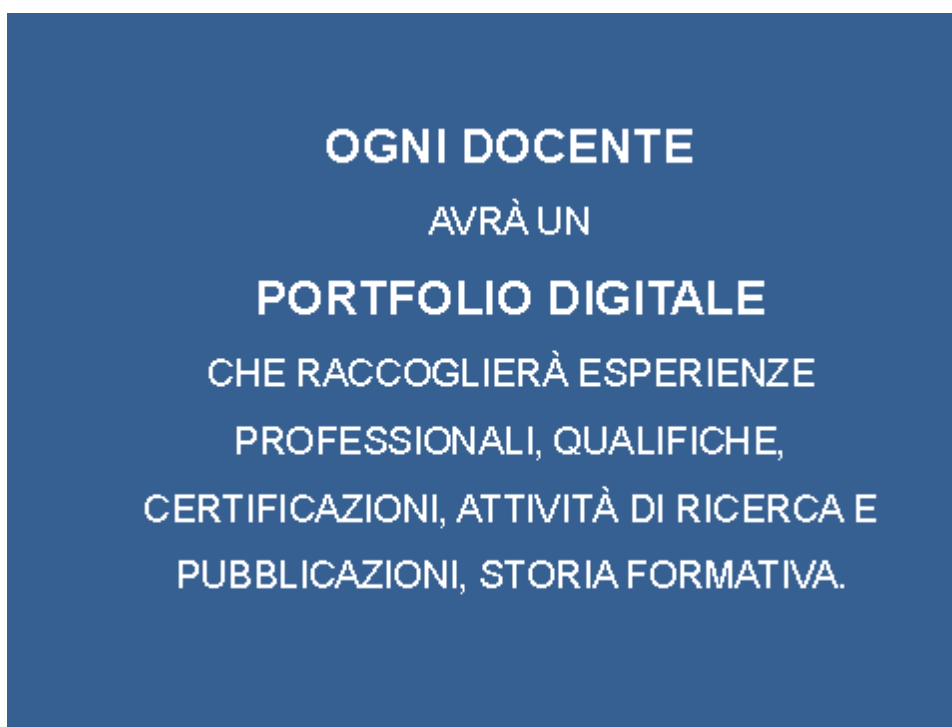 OGNI DOCENTE
AVRÀ UN
PORTFOLIO DIGITALE
CHE RACCOGLIERÀ ESPERIENZE
PROFESSIONALI, QUALIFICHE,
CERTIFICAZIONI, ATTIVITÀ DI RICERCA E
PUBBLICAZIONI, STORIA FORMATIVA.